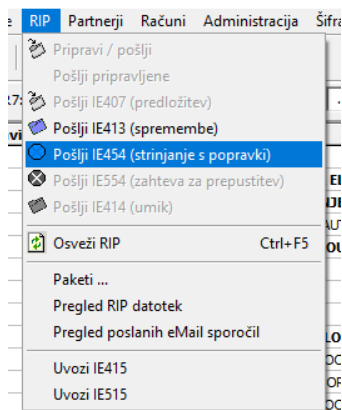 RIP Partnerji Računi Administracija Šifra
Pripravi / pošlji
Pošlji pripravljene
Pošlji IE407 (predložitev)
Pošlji IE413 (spremembe)
Pošlji IE454 (strinjanje s popravki)
Pošlji IE554 (zahteva za prepustitev)
Pošlji IE414 (umik)
Osveži RIP Ctrl+F5
Paketi ...
Pregled RIP datotek
Pregled poslanih eMail sporočil
Uvozi IE415
Uvozi IE515